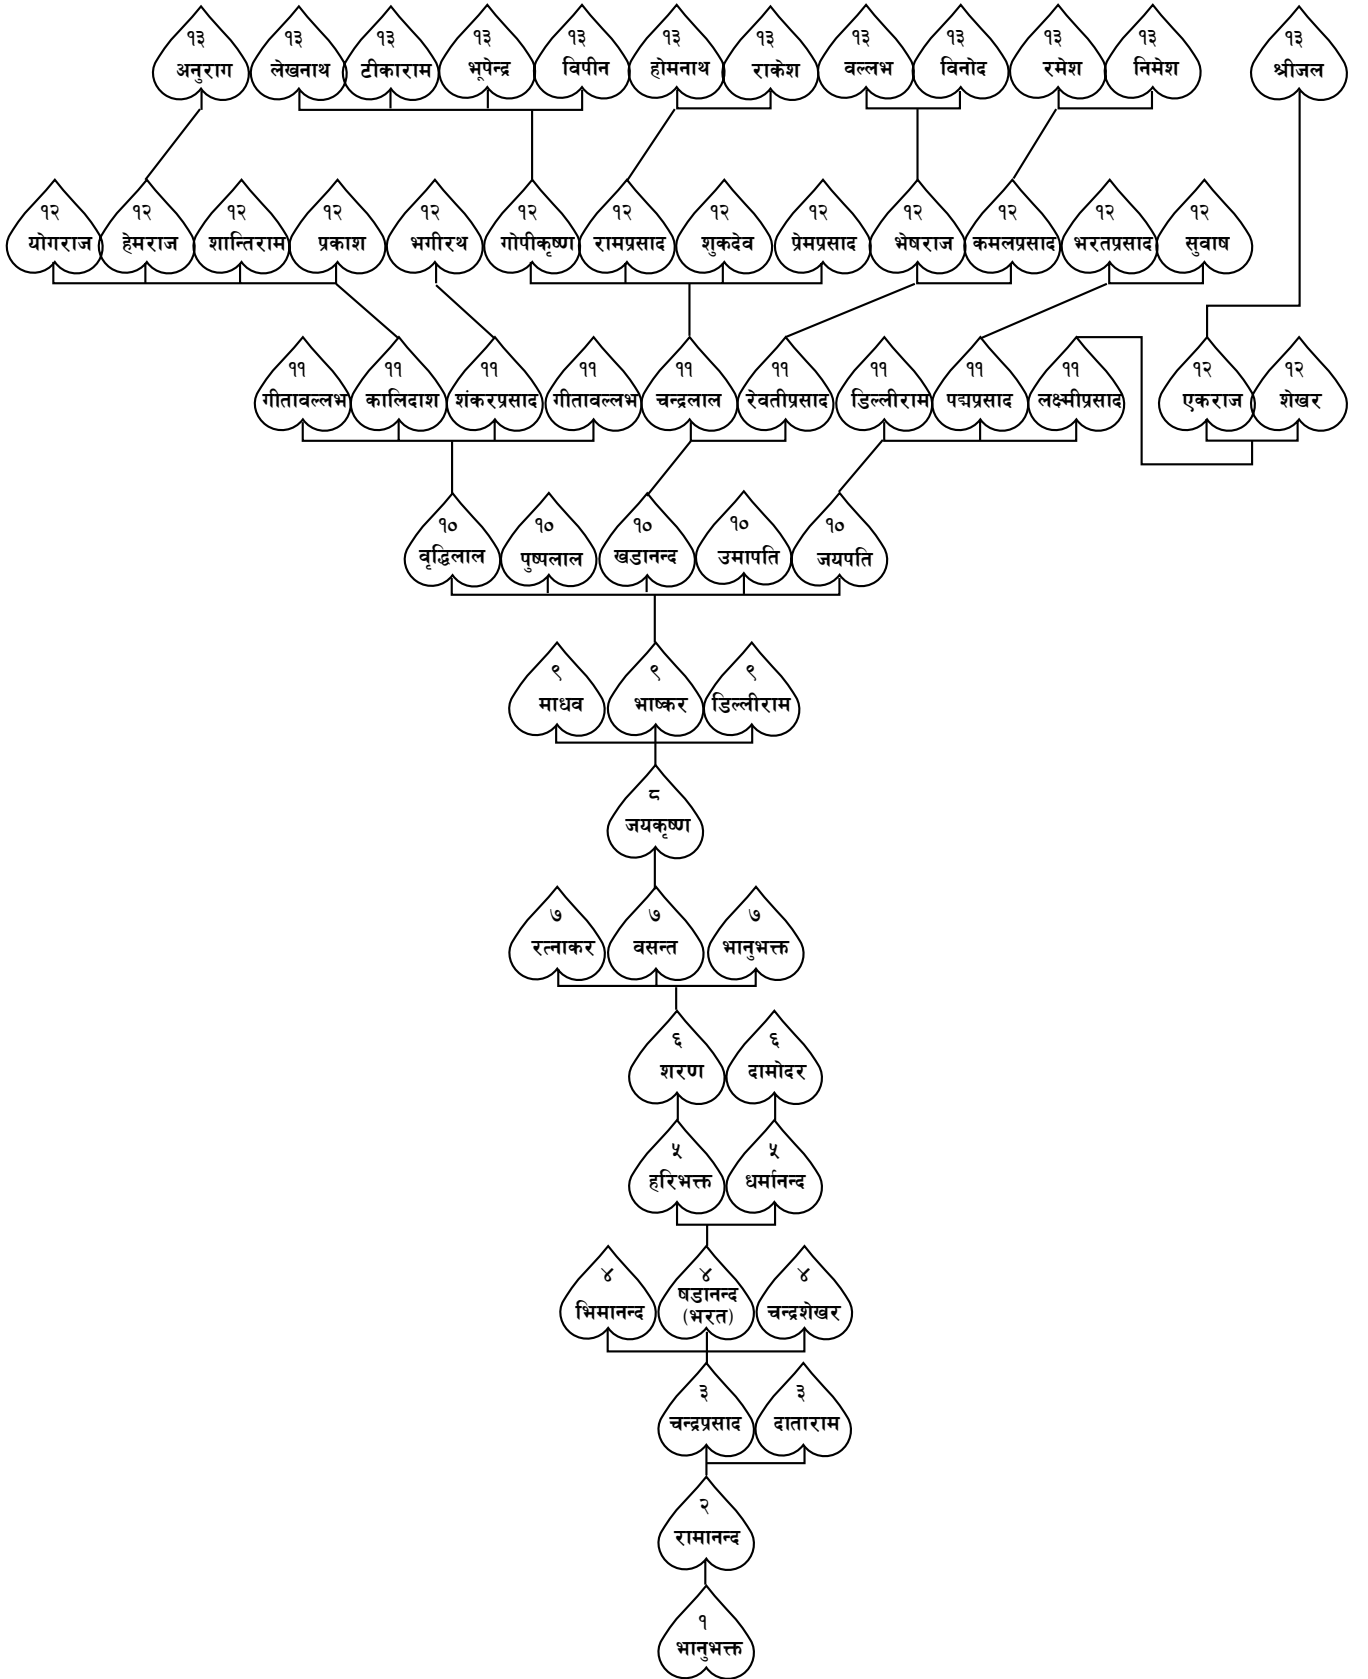 १३ १३ १३ १३ १३ १३ १३ १३ १३ १३ १३ १३
अनुराग लेखनाथ टीकाराम भूपेन्द्र विपीन होमनाथ राकेश वल्लभ विनोद रमेश निमेश श्रीजल
१२ १२ १२ १२ १२ १२ १२ १२ १२ १२ १२ १२ १२
योगराज हेमराज शान्तिराम प्रकाश भगीरथ गोपीकृष्ण रामप्रसाद शुकदेव प्रेमप्रसाद भेषराज कमलप्रसाद भरतप्रसाद सुवाष
११ ११ ११ ११ ११ ११ ११ ११ ११ १२ १२
गीतावल्लभ कालिदाश शंकरप्रसाद गीतावल्लभ चन्द्रलाल रेवतीप्रसाद डिल्लीराम पद्मप्रसाद लक्ष्मीप्रसाद एकराज शेखर
१० १० १० १० १०
वृद्धिलाल पुष्पलाल खडानन्द उमापति जयपति
९ ९ ९
माधव भाष्कर डिल्लीराम
८
जयकृष्ण
७ ७ ७
रत्नाकर वसन्त भानुभक्त
६ ६
शरण दामोदर
५ ५
हरिभक्त धर्मानन्द
४ ४ ४
भिमानन्द षडानन्द (भरत) चन्द्रशेखर
३ ३
चन्द्रप्रसाद दाताराम
२
रामानन्द
१
भानुभक्त